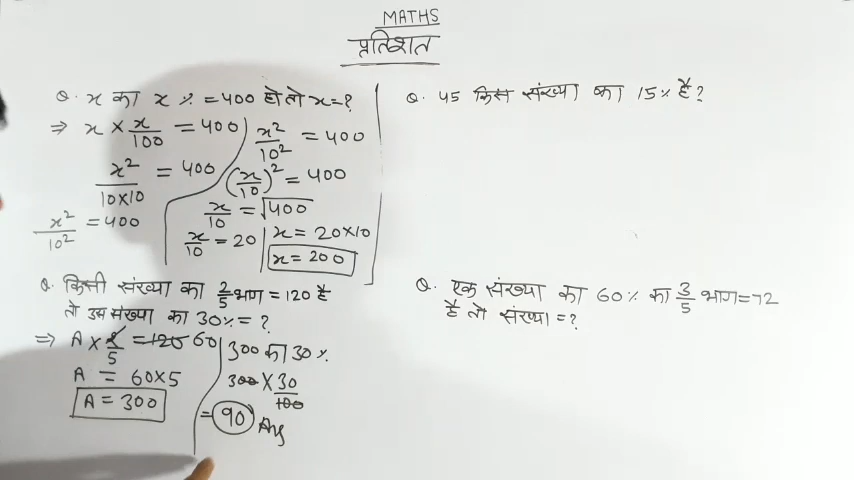 MATHS
प्रतिशत
Q. x का x % = 400 हो तो x = ?
⇒ x × x/100 = 400
x²/10×10 = 400
x²/10² = 400
x²/10² = 400
(x/10)² = 400
x/10 = √400
x/10 = 20
x = 20×10
x = 200
Q. 45 किस संख्या का 15% है?
Q. किसी संख्या का 2/5 भाग = 120 है
तो उस संख्या का 30% = ?
⇒ A × 2/5 = 120 60
A = 60×5
A = 300
300 का 30 %
300 × 30/100
= 90 Ans
Q. एक संख्या का 60% का 3/5 भाग = 72
है तो संख्या = ?